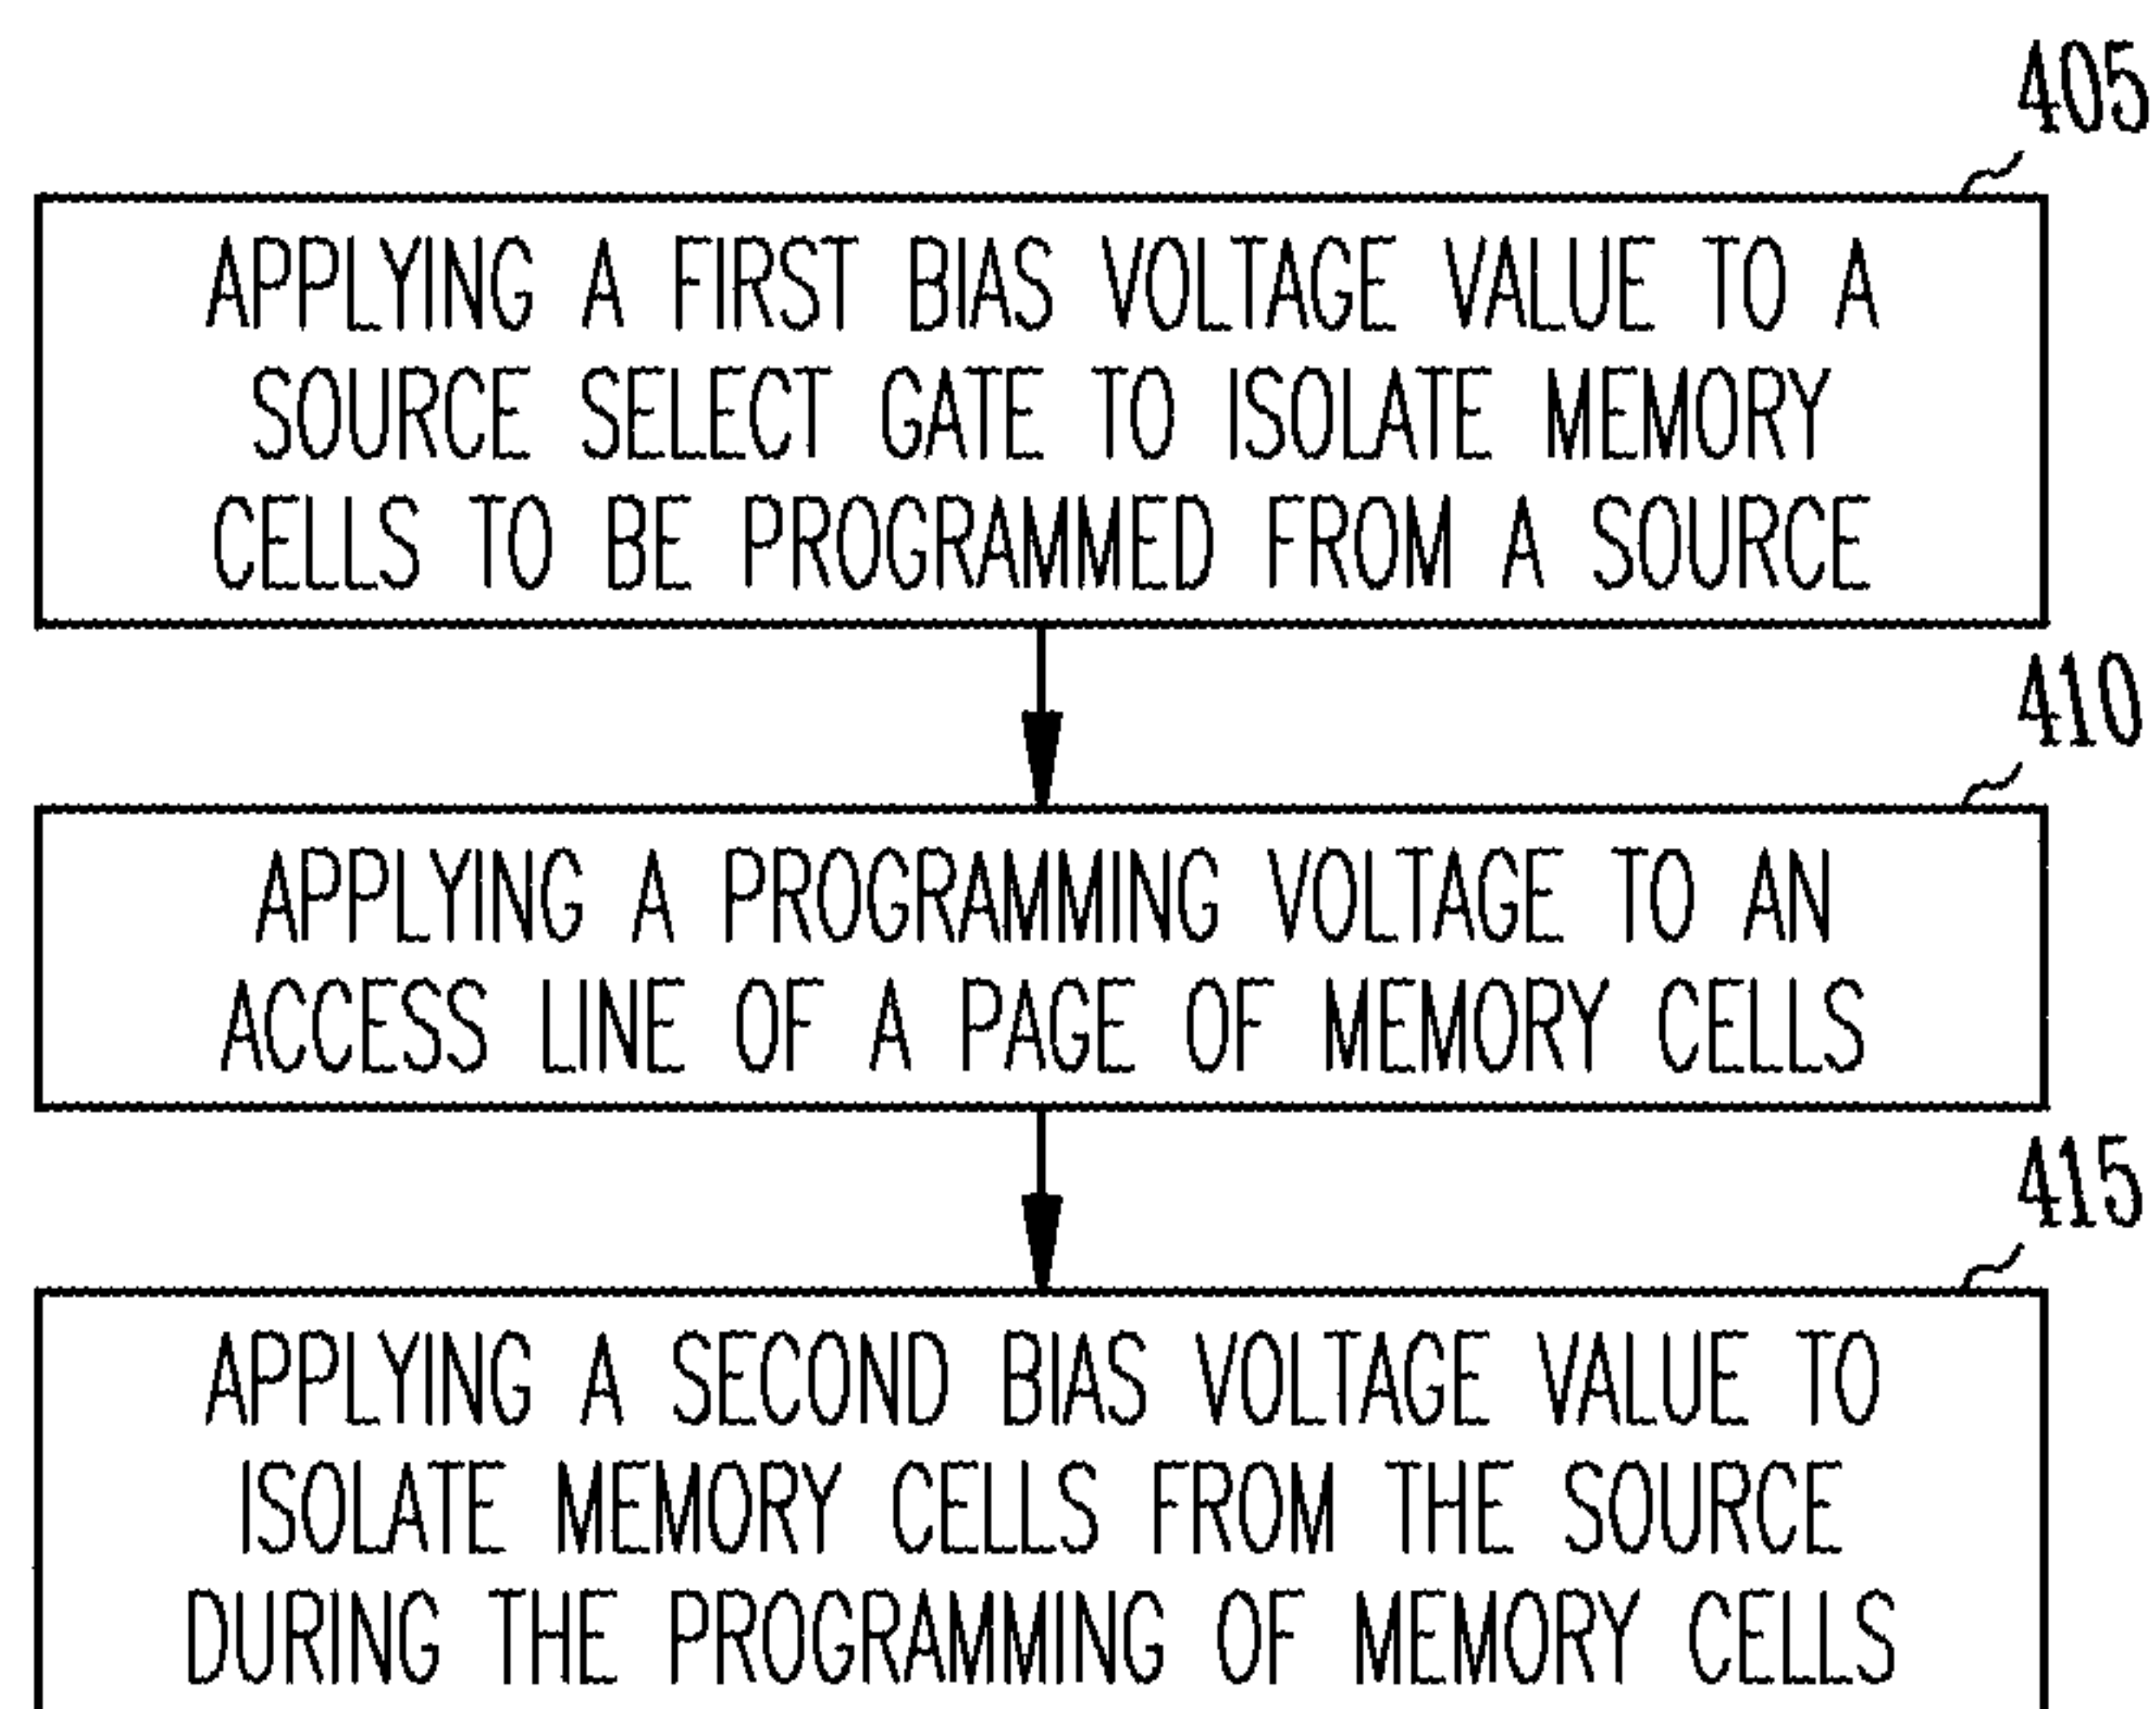 405
APPLYING A FIRST BIAS VOLTAGE VALUE TO A
SOURCE SELECT GATE TO ISOLATE MEMORY
CELLS TO BE PROGRAMMED FROM A SOURCE
410
APPLYING A PROGRAMMING VOLTAGE TO AN
ACCESS LINE OF A PAGE OF MEMORY CELLS
415
APPLYING A SECOND BIAS VOLTAGE VALUE TO
ISOLATE MEMORY CELLS FROM THE SOURCE
DURING THE PROGRAMMING OF MEMORY CELLS